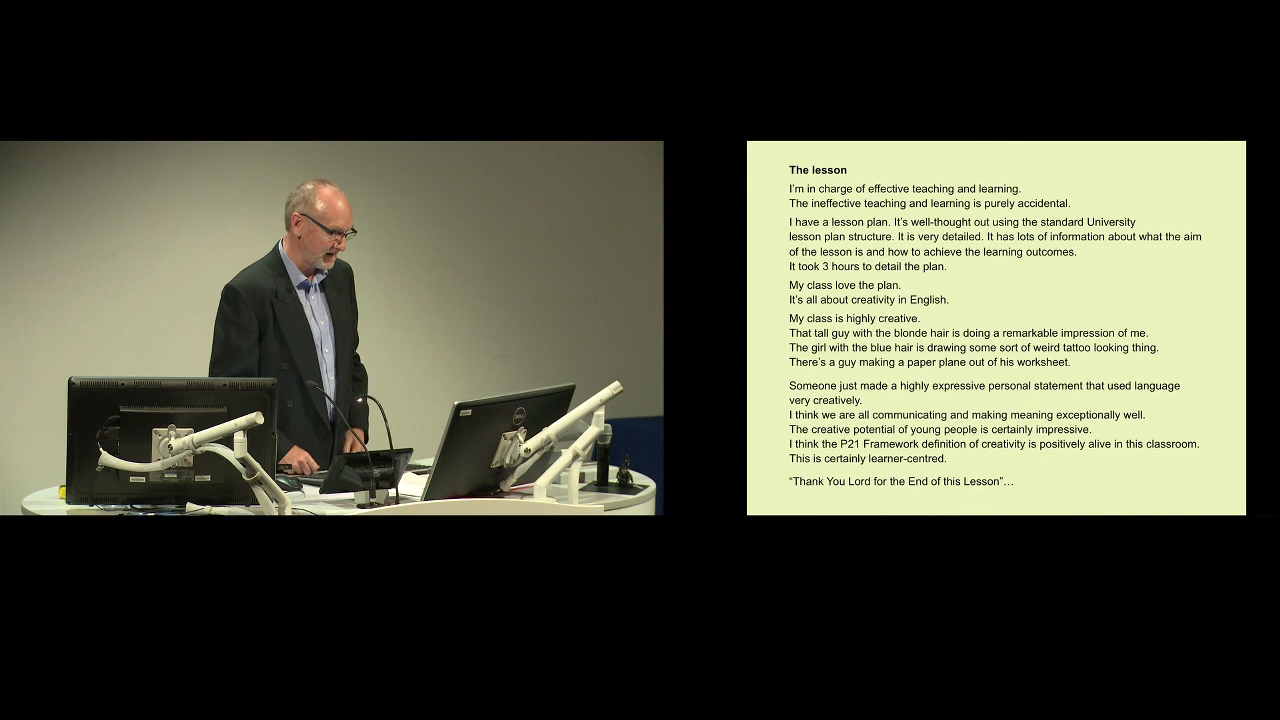 The lesson
I'm in charge of effective teaching and learning.
The ineffective teaching and learning is purely accidental.
I have a lesson plan. It's well-thought out using the standard University
lesson plan structure. It is very detailed. It has lots of information about what the aim
of the lesson is and how to achieve the learning outcomes.
It took 3 hours to detail the plan.
My class love the plan.
It's all about creativity in English.
My class is highly creative.
That tall guy with the blonde hair is doing a remarkable impression of me.
The girl with the blue hair is drawing some sort of weird tattoo looking thing.
There's a guy making a paper plane out of his worksheet.
Someone just made a highly expressive personal statement that used language
very creatively.
I think we are all communicating and making meaning exceptionally well.
The creative potential of young people is certainly impressive.
I think the P21 Framework definition of creativity is positively alive in this classroom.
This is certainly learner-centred.
“Thank You Lord for the End of this Lesson”…
DELL